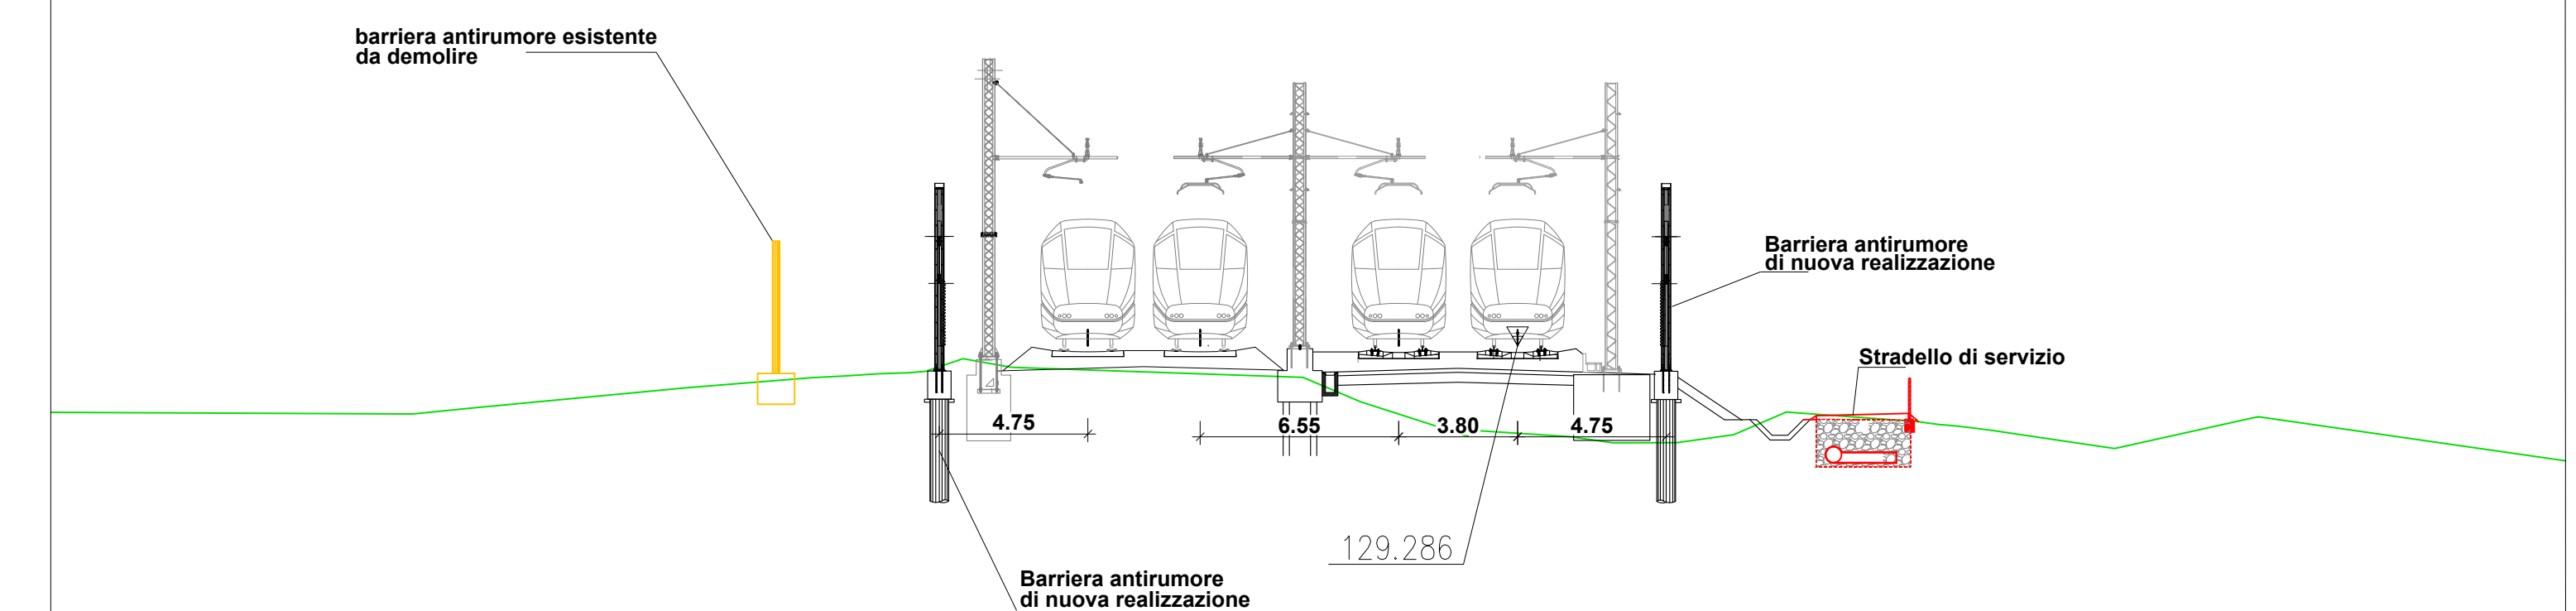 barriera antirumore esistente
da demolire
Barriera antirumore
di nuova realizzazione
Stradello di servizio
4.75
6.55
3.80
4.75
129.286
Barriera antirumore
di nuova realizzazione